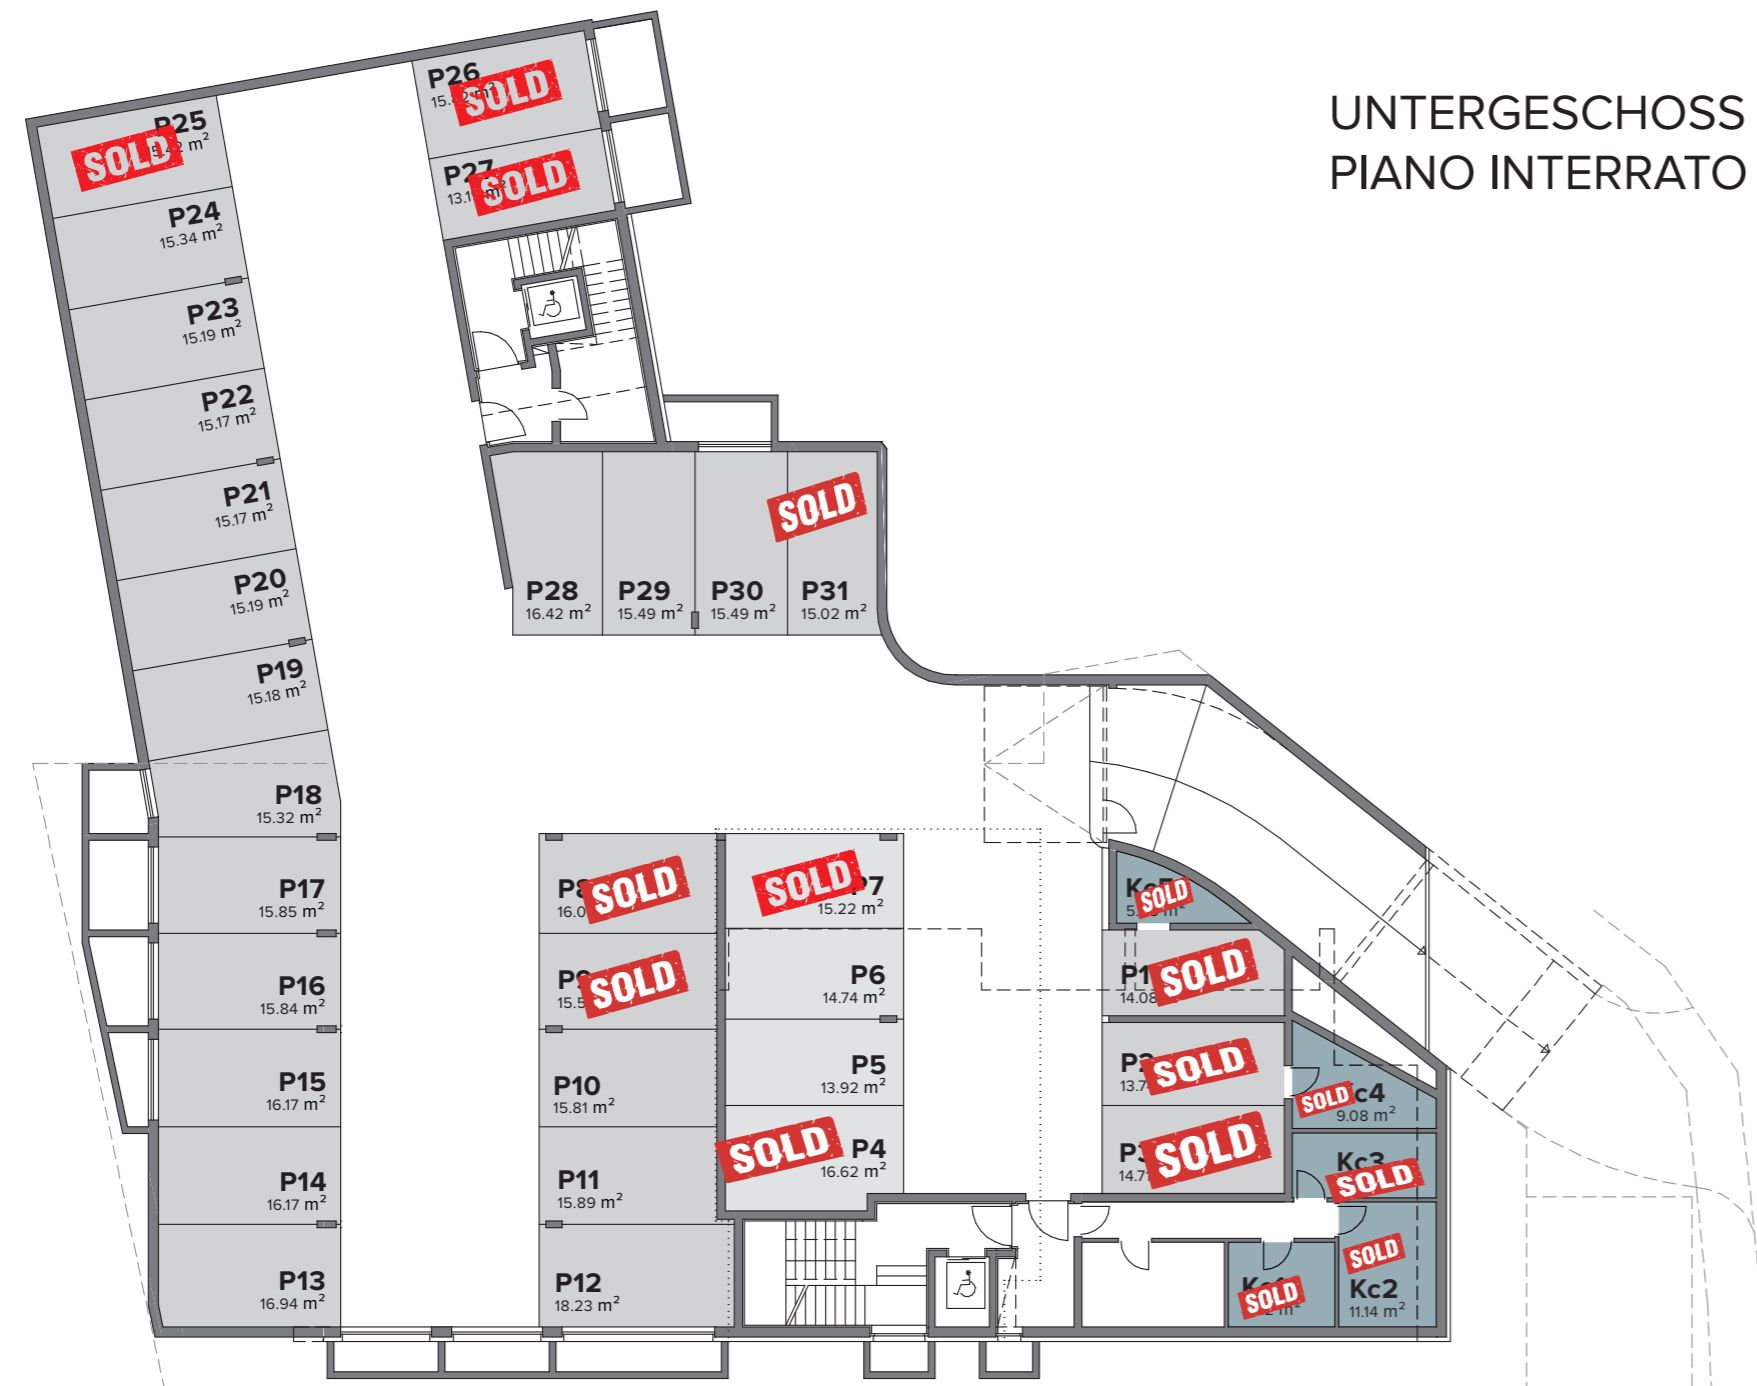 UNTERGESCHOSS
PIANO INTERRATO
P26
SOLD
P25
SOLD
m²
P27
SOLD
P24
15.34 m²
P23
15.19 m²
P22
15.17 m²
P21
15.17 m²
P20
15.19 m²
P19
15.18 m²
P18
15.32 m²
P17
15.85 m²
P16
15.84 m²
P15
16.17 m²
P14
16.17 m²
P13
16.94 m²
P28
16.42 m²
P29
15.49 m²
P30
15.49 m²
SOLD
P31
15.02 m²
SOLD
SOLD
P10
15.81 m²
P11
15.89 m²
P12
18.23 m²
SOLD
15.22 m²
P6
14.74 m²
P5
13.92 m²
SOLD
P4
16.62 m²
SOLD
P1
SOLD
14.08
P2
SOLD
SOLD
SOLD
9.08 m²
Kc3
SOLD
SOLD
Kc2
11.14 m²
SOLD